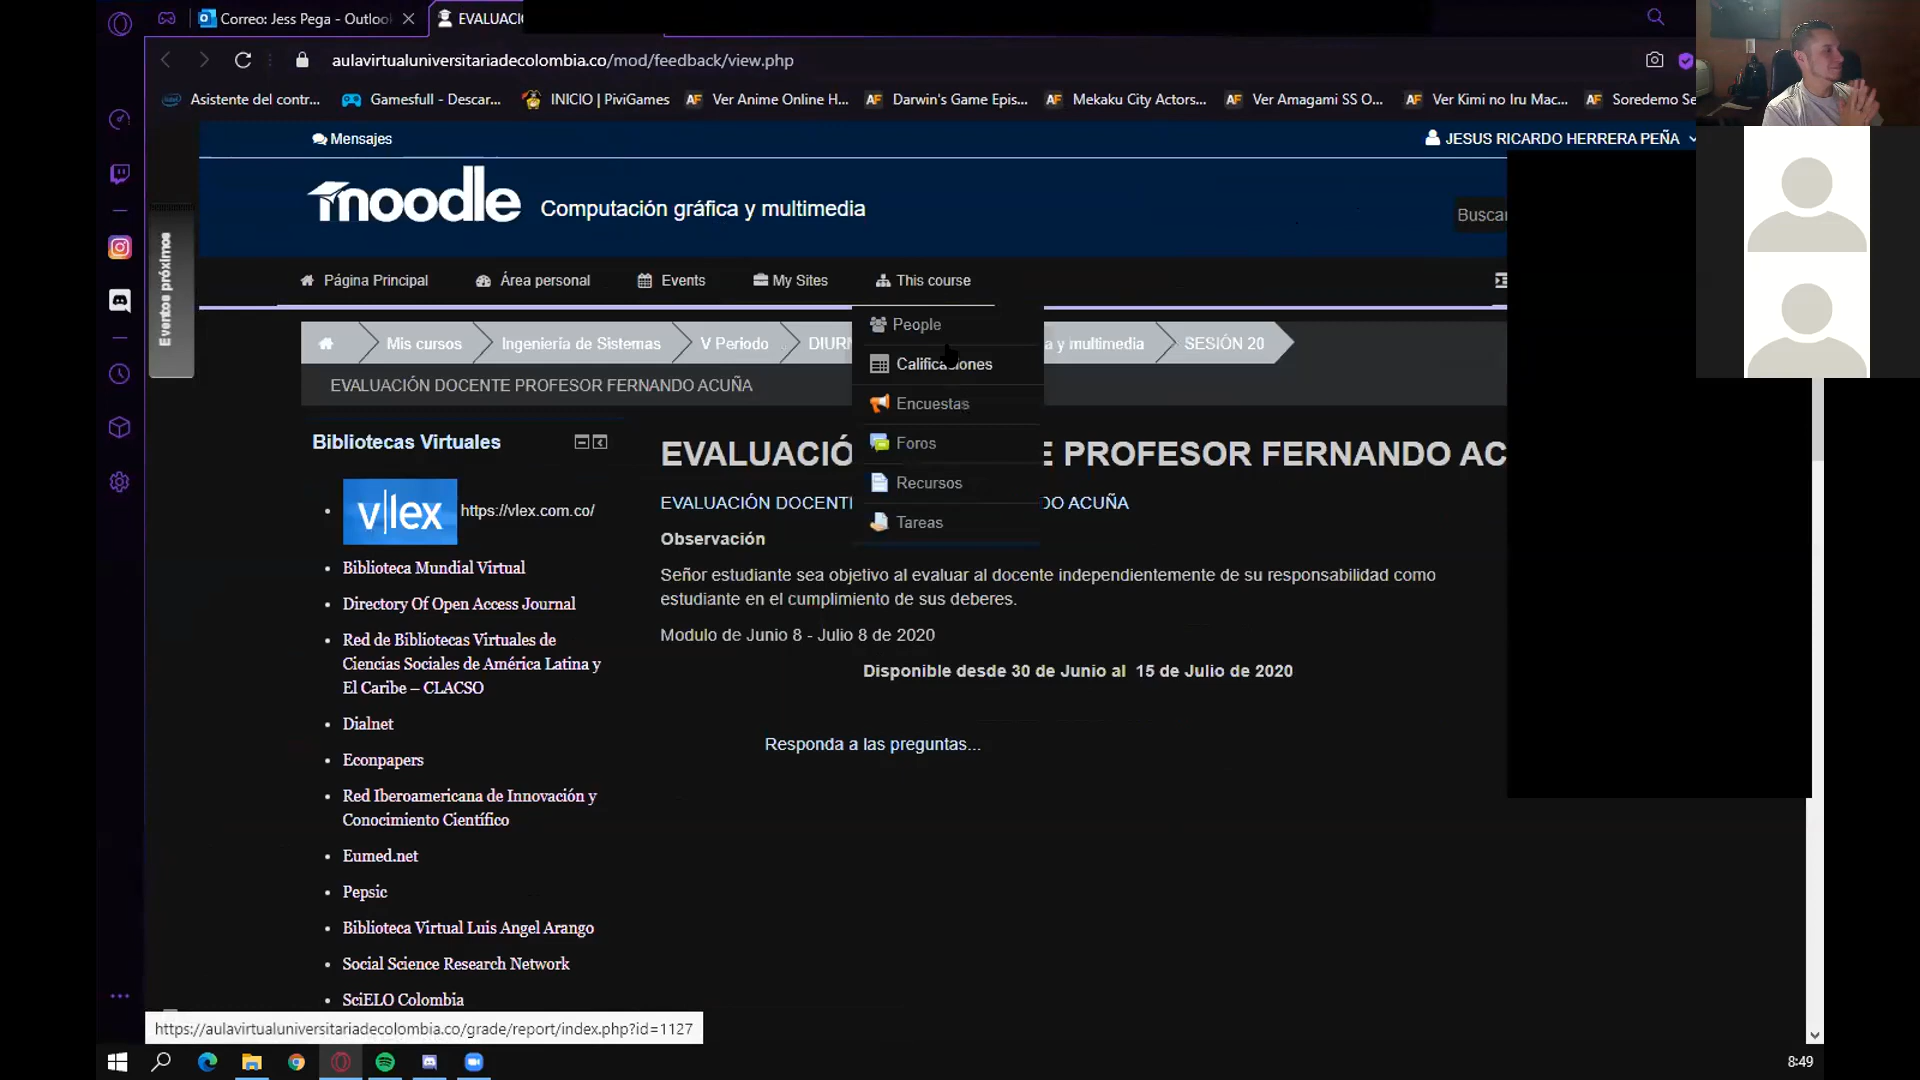 Correo: Jess Pega - Outloo
EVALUACI
aulavirtualuniversitariadecolombia.co/mod/feedback/view.php
Asistente del contr...
Gamesfull - Descar...
INICIO | PiviGames
AF Ver Anime Online H...
AF Darwin's Game Epis...
AF Mekaku City Actors...
AF Ver Amagami SS O...
AF Ver Kimi no Iru Mac...
AF Soredemo Se
Mensajes
JESUS RICARDO HERRERA PEÑA
moodle
Computación gráfica y multimedia
Buscar
Página Principal
Área personal
Events
My Sites
This course
Eventos próximos
People
Calificaciones
Encuestas
Foros
Recursos
Tareas
Mis cursos
Ingeniería de Sistemas
V Periodo
DIURN
a y multimedia
SESIÓN 20
EVALUACIÓN DOCENTE PROFESOR FERNANDO ACUÑA
Bibliotecas Virtuales
v|lex https://vlex.com.co/
Biblioteca Mundial Virtual
Directory Of Open Access Journal
Red de Bibliotecas Virtuales de
Ciencias Sociales de América Latina y
El Caribe – CLACSO
Dialnet
Econpapers
Red Iberoamericana de Innovación y
Conocimiento Científico
Eumed.net
Pepsic
Biblioteca Virtual Luis Angel Arango
Social Science Research Network
SciELO Colombia
EVALUACIÓ E PROFESOR FERNANDO AC
EVALUACIÓN DOCENT DO ACUÑA
Observación
Señor estudiante sea objetivo al evaluar al docente independientemente de su responsabilidad como
estudiante en el cumplimiento de sus deberes.
Modulo de Junio 8 - Julio 8 de 2020
Disponible desde 30 de Junio al 15 de Julio de 2020
Responda a las preguntas...
https://aulavirtualuniversitariadecolombia.co/grade/report/index.php?id=1127
8:49